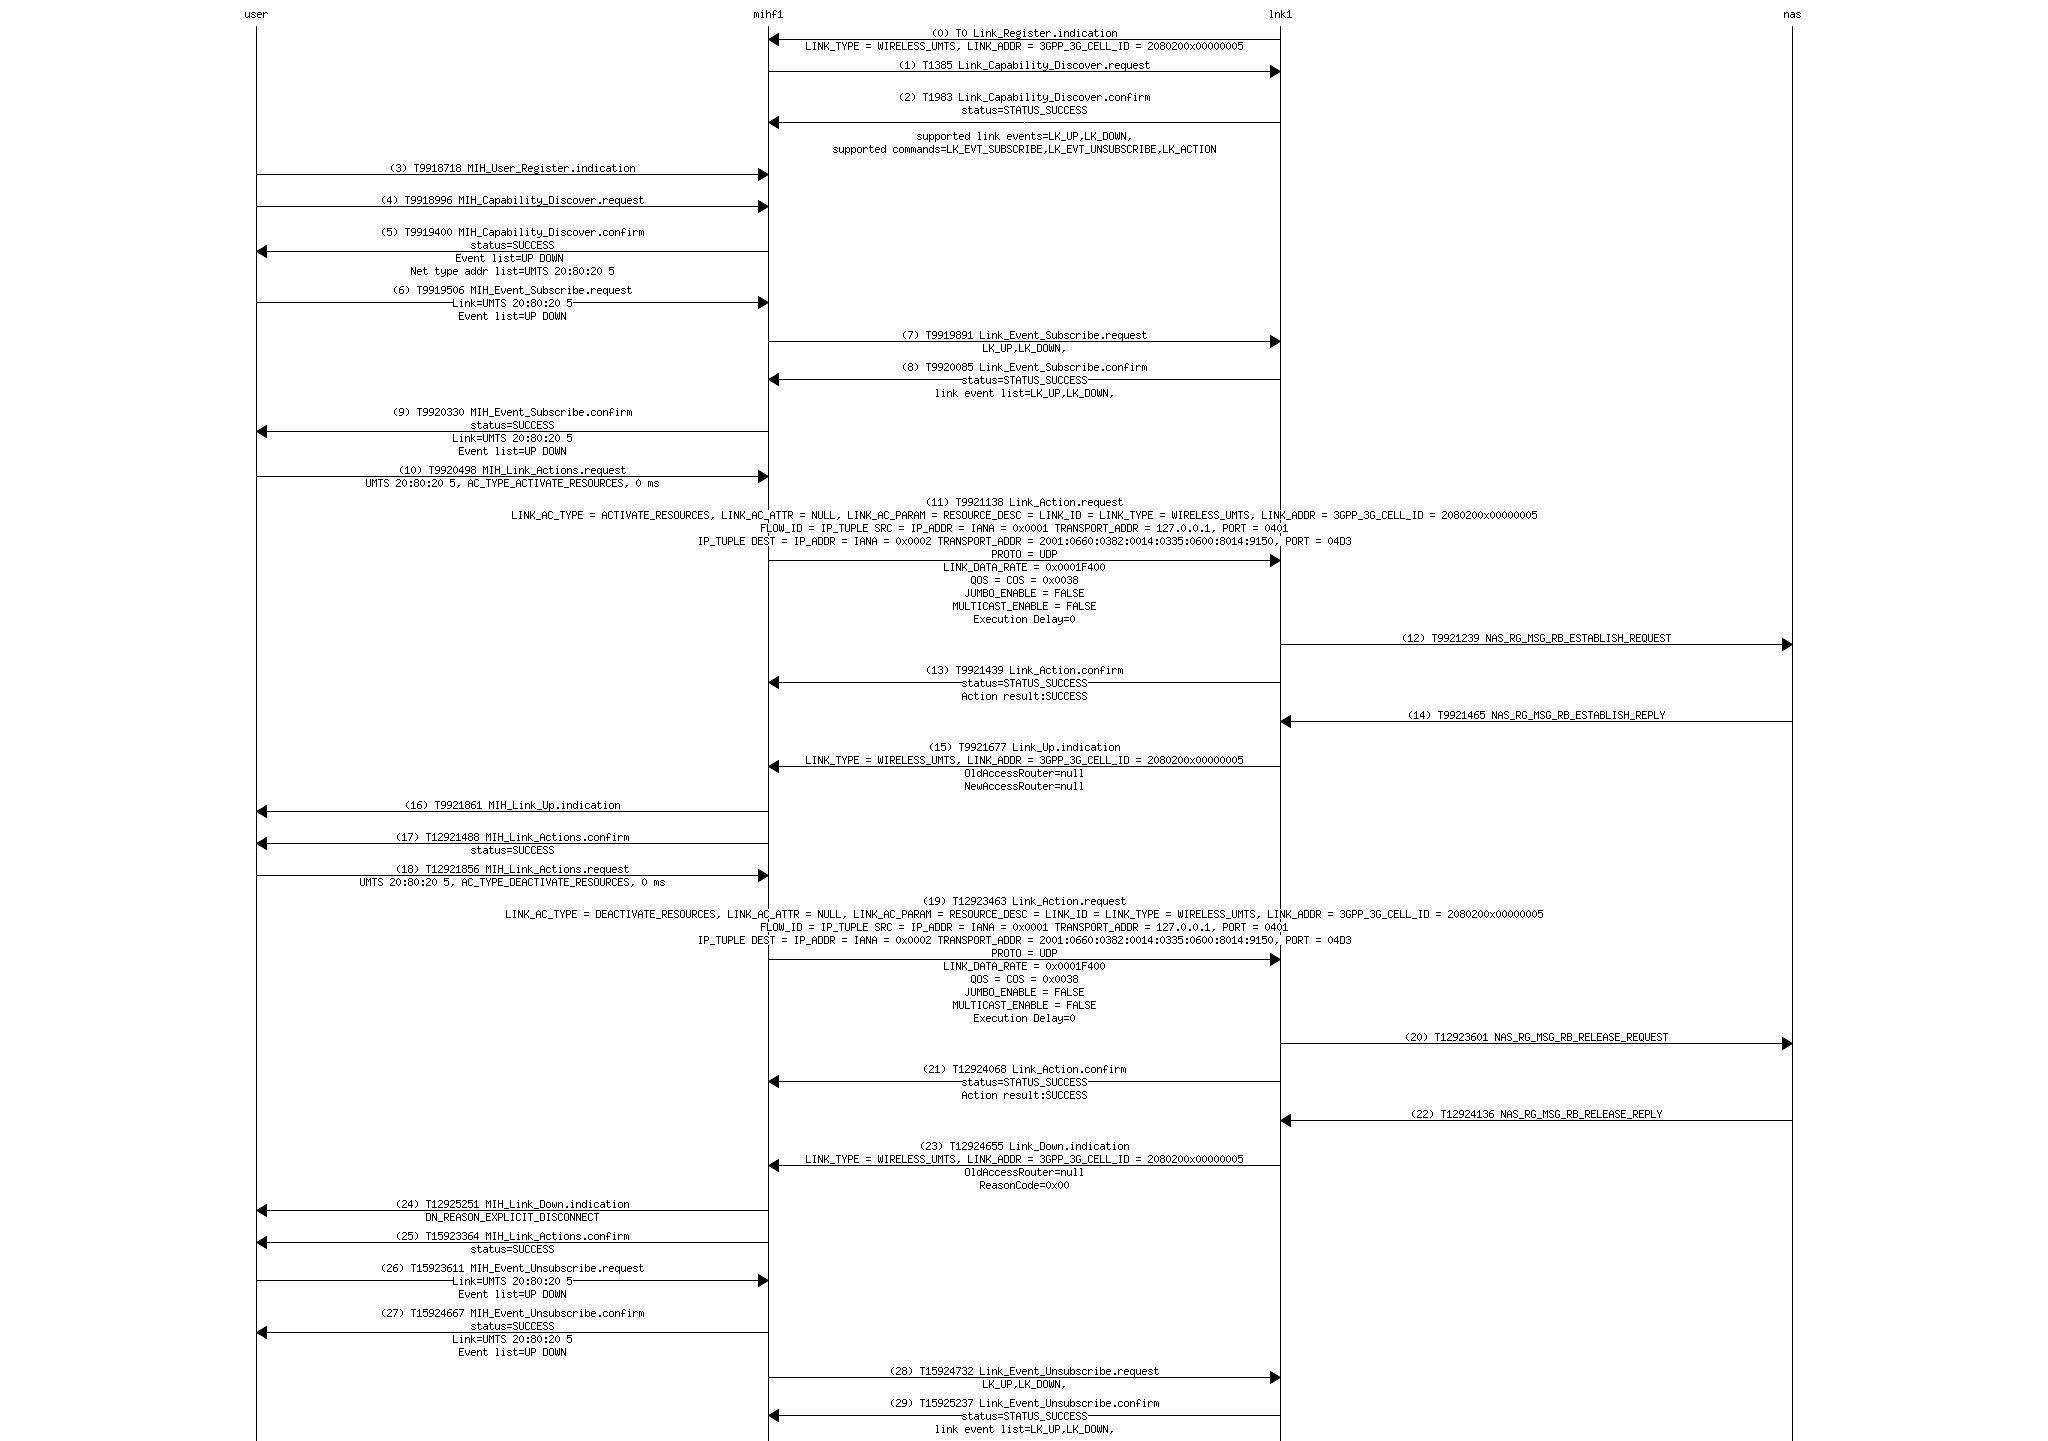 user mihf1 lnk1 nas
(0) T0 Link_Register.indication
LINK_TYPE = WIRELESS_UMTS, LINK_ADDR = 3GPP_3G_CELL_ID = 2080200x00000005
(1) T1385 Link_Capability_Discover.request
(2) T1983 Link_Capability_Discover.confirm
status=STATUS_SUCCESS
supported link events=LK_UP,LK_DOWN,
supported commands=LK_EVT_SUBSCRIBE,LK_EVT_UNSUBSCRIBE,LK_ACTION
(3) T9918718 MIH_User_Register.indication
(4) T9918996 MIH_Capability_Discover.request
(5) T9919400 MIH_Capability_Discover.confirm
status=SUCCESS
Event list=UP DOWN
Net type addr list=UMTS 20:80:20 5
(6) T9919506 MIH_Event_Subscribe.request
Link=UMTS 20:80:20 5
Event list=UP DOWN
(7) T9919891 Link_Event_Subscribe.request
LK_UP,LK_DOWN,
(8) T9920085 Link_Event_Subscribe.confirm
status=STATUS_SUCCESS
link event list=LK_UP,LK_DOWN,
(9) T9920330 MIH_Event_Subscribe.confirm
status=SUCCESS
Link=UMTS 20:80:20 5
Event list=UP DOWN
(10) T9920498 MIH_Link_Actions.request
UMTS 20:80:20 5, AC_TYPE_ACTIVATE_RESOURCES, 0 ms
(11) T9921138 Link_Action.request
LINK_AC_TYPE = ACTIVATE_RESOURCES, LINK_AC_ATTR = NULL, LINK_AC_PARAM = RESOURCE_DESC = LINK_ID = LINK_TYPE = WIRELESS_UMTS, LINK_ADDR = 3GPP_3G_CELL_ID = 2080200x00000005
FLOW_ID = IP_TUPLE SRC = IP_ADDR = IANA = 0x0001 TRANSPORT_ADDR = 127.0.0.1, PORT = 0401
IP_TUPLE DEST = IP_ADDR = IANA = 0x0002 TRANSPORT_ADDR = 2001:0660:0382:0014:0335:0600:8014:9150, PORT = 04D3
PROTO = UDP
LINK_DATA_RATE = 0x0001F400
QOS = COS = 0x0038
JUMBO_ENABLE = FALSE
MULTICAST_ENABLE = FALSE
Execution Delay=0
(12) T9921239 NAS_RG_MSG_RB_ESTABLISH_REQUEST
(13) T9921439 Link_Action.confirm
status=STATUS_SUCCESS
Action result:SUCCESS
(14) T9921465 NAS_RG_MSG_RB_ESTABLISH_REPLY
(15) T9921677 Link_Up.indication
LINK_TYPE = WIRELESS_UMTS, LINK_ADDR = 3GPP_3G_CELL_ID = 2080200x00000005
OldAccessRouter=null
NewAccessRouter=null
(16) T9921861 MIH_Link_Up.indication
(17) T12921488 MIH_Link_Actions.confirm
status=SUCCESS
(18) T12921856 MIH_Link_Actions.request
UMTS 20:80:20 5, AC_TYPE_DEACTIVATE_RESOURCES, 0 ms
(19) T12923463 Link_Action.request
LINK_AC_TYPE = DEACTIVATE_RESOURCES, LINK_AC_ATTR = NULL, LINK_AC_PARAM = RESOURCE_DESC = LINK_ID = LINK_TYPE = WIRELESS_UMTS, LINK_ADDR = 3GPP_3G_CELL_ID = 2080200x00000005
FLOW_ID = IP_TUPLE SRC = IP_ADDR = IANA = 0x0001 TRANSPORT_ADDR = 127.0.0.1, PORT = 0401
IP_TUPLE DEST = IP_ADDR = IANA = 0x0002 TRANSPORT_ADDR = 2001:0660:0382:0014:0335:0600:8014:9150, PORT = 04D3
PROTO = UDP
LINK_DATA_RATE = 0x0001F400
QOS = COS = 0x0038
JUMBO_ENABLE = FALSE
MULTICAST_ENABLE = FALSE
Execution Delay=0
(20) T12923601 NAS_RG_MSG_RB_RELEASE_REQUEST
(21) T12924068 Link_Action.confirm
status=STATUS_SUCCESS
Action result:SUCCESS
(22) T12924136 NAS_RG_MSG_RB_RELEASE_REPLY
(23) T12924655 Link_Down.indication
LINK_TYPE = WIRELESS_UMTS, LINK_ADDR = 3GPP_3G_CELL_ID = 2080200x00000005
OldAccessRouter=null
ReasonCode=0x00
(24) T12925251 MIH_Link_Down.indication
DN_REASON_EXPLICIT_DISCONNECT
(25) T15923364 MIH_Link_Actions.confirm
status=SUCCESS
(26) T15923611 MIH_Event_Unsubscribe.request
Link=UMTS 20:80:20 5
Event list=UP DOWN
(27) T15924667 MIH_Event_Unsubscribe.confirm
status=SUCCESS
Link=UMTS 20:80:20 5
Event list=UP DOWN
(28) T15924732 Link_Event_Unsubscribe.request
LK_UP,LK_DOWN,
(29) T15925237 Link_Event_Unsubscribe.confirm
status=STATUS_SUCCESS
link event list=LK_UP,LK_DOWN,